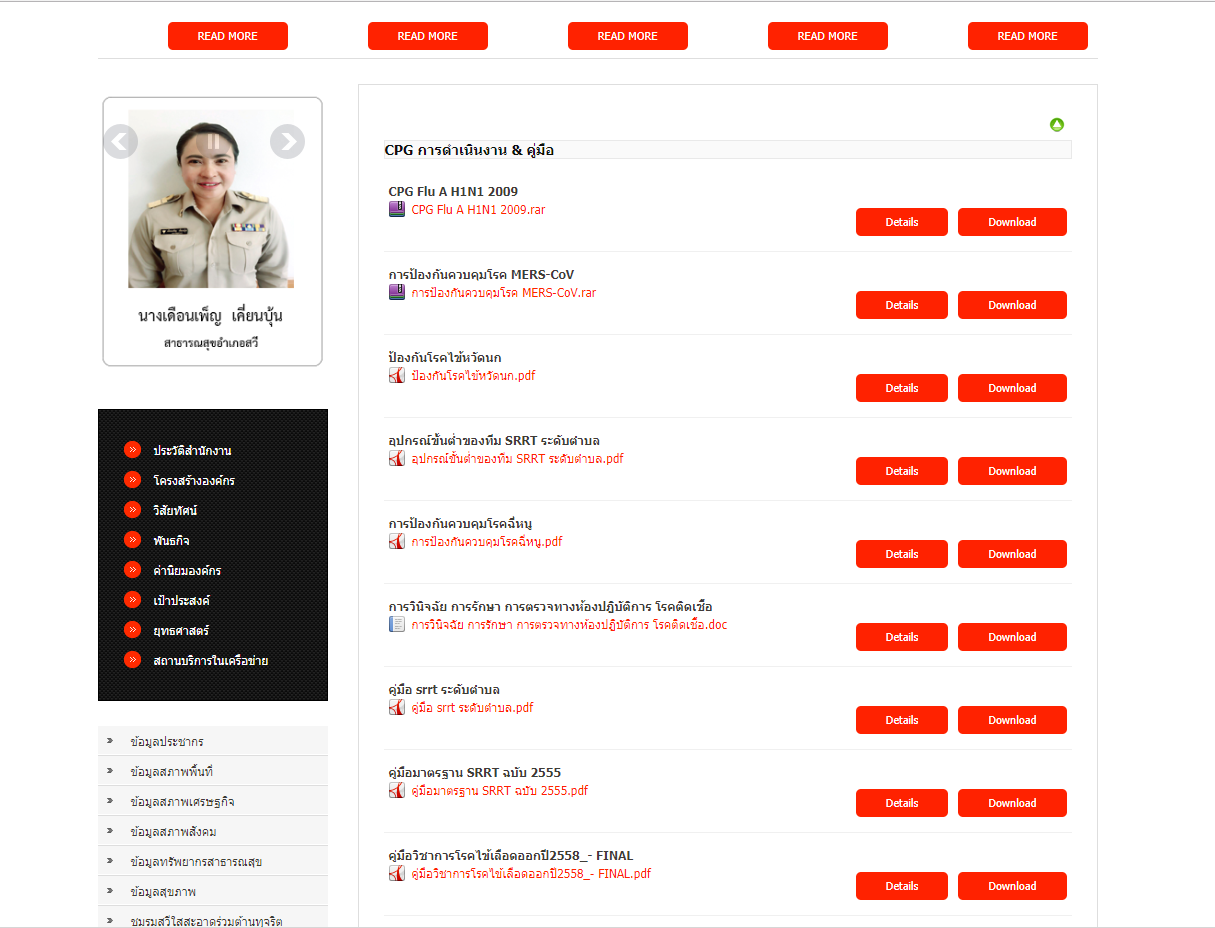 READ MORE
READ MORE
READ MORE
READ MORE
READ MORE
นางเดือนเพ็ญ เคี่ยนบุ้น
สาธารณสุขอำเภอสวี
ประวัติสำนักงาน
โครงสร้างองค์กร
วิสัยทัศน์
พันธกิจ
ค่านิยมองค์กร
เป้าประสงค์
ยุทธศาสตร์
สถานบริการในเครือข่าย
ข้อมูลประชากร
ข้อมูลสภาพพื้นที่
ข้อมูลสภาพเศรษฐกิจ
ข้อมูลสภาพสังคม
ข้อมูลทรัพยากรสาธารณสุข
ข้อมูลสุขภาพ
ชมรมสวีใสสะอาดร่วมต้านทุจริต
CPG การดำเนินงาน & คู่มือ
CPG Flu A H1N1 2009
CPG Flu A H1N1 2009.rar
Details Download
การป้องกันควบคุมโรค MERS-CoV
การป้องกันควบคุมโรค MERS-CoV.rar
Details Download
ป้องกันโรคไข้หวัดนก
ป้องกันโรคไข้หวัดนก.pdf
Details Download
อุปกรณ์ขั้นต่ำของทีม SRRT ระดับตำบล
อุปกรณ์ขั้นต่ำของทีม SRRT ระดับตำบล.pdf
Details Download
การป้องกันควบคุมโรคฉี่หนู
การป้องกันควบคุมโรคฉี่หนู.pdf
Details Download
การวินิจฉัย การรักษา การตรวจทางห้องปฏิบัติการ โรคติดเชื้อ
การวินิจฉัย การรักษา การตรวจทางห้องปฏิบัติการ โรคติดเชื้อ.doc
Details Download
คู่มือ srrt ระดับตำบล
คู่มือ srrt ระดับตำบล.pdf
Details Download
คู่มือมาตรฐาน SRRT ฉบับ 2555
คู่มือมาตรฐาน SRRT ฉบับ 2555.pdf
Details Download
คู่มือวิชาการโรคไข้เลือดออกปี2558_- FINAL
คู่มือวิชาการโรคไข้เลือดออกปี2558_- FINAL.pdf
Details Download